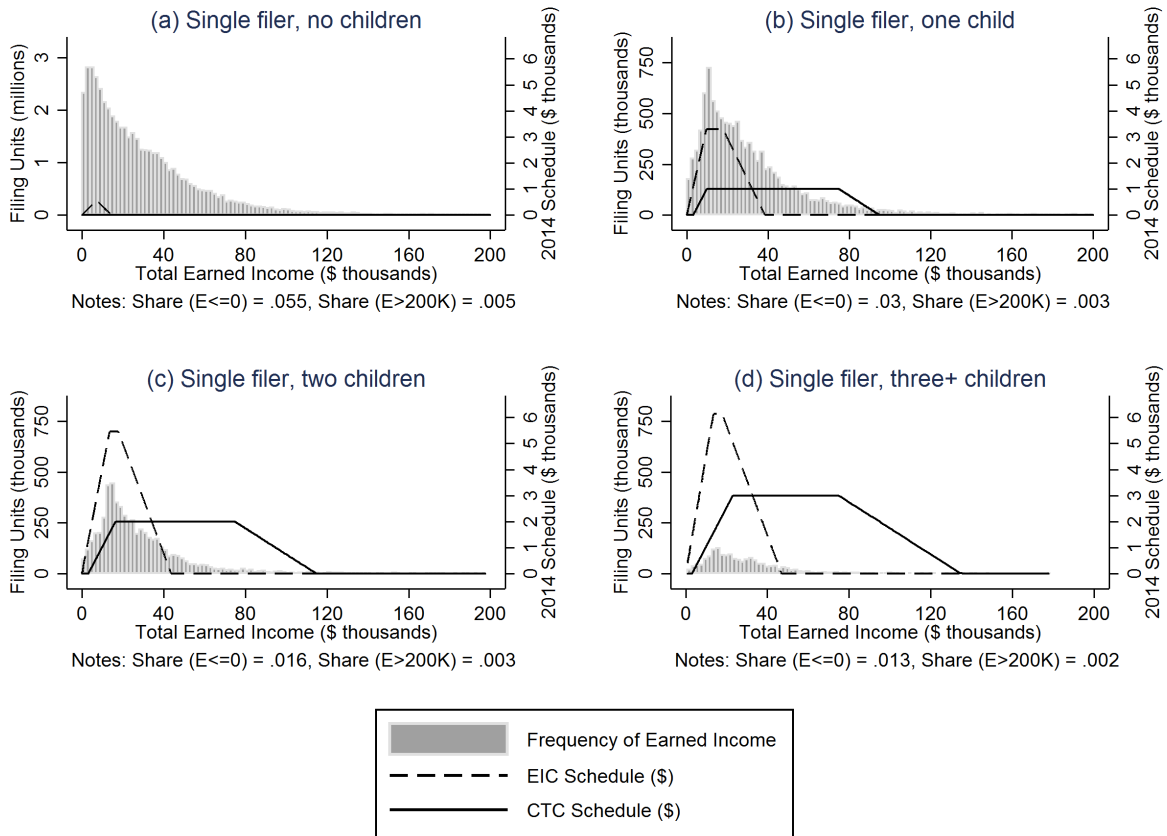 (a) Single filer, no children
Filing Units (millions)
0 1 2 3
2014 Schedule ($ thousands)
0 1 2 3 4 5 6
0 40 80 120 160 200
Total Earned Income ($ thousands)
Notes: Share (E<=0) = .055, Share (E>200K) = .005
(b) Single filer, one child
Filing Units (thousands)
0 250 500 750
2014 Schedule ($ thousands)
0 1 2 3 4 5 6
0 40 80 120 160 200
Total Earned Income ($ thousands)
Notes: Share (E<=0) = .03, Share (E>200K) = .003
(c) Single filer, two children
Filing Units (thousands)
0 250 500 750
2014 Schedule ($ thousands)
0 1 2 3 4 5 6
0 40 80 120 160 200
Total Earned Income ($ thousands)
Notes: Share (E<=0) = .016, Share (E>200K) = .003
(d) Single filer, three+ children
Filing Units (thousands)
0 250 500 750
2014 Schedule ($ thousands)
0 1 2 3 4 5 6
0 40 80 120 160 200
Total Earned Income ($ thousands)
Notes: Share (E<=0) = .013, Share (E>200K) = .002
Frequency of Earned Income
EIC Schedule ($)
CTC Schedule ($)